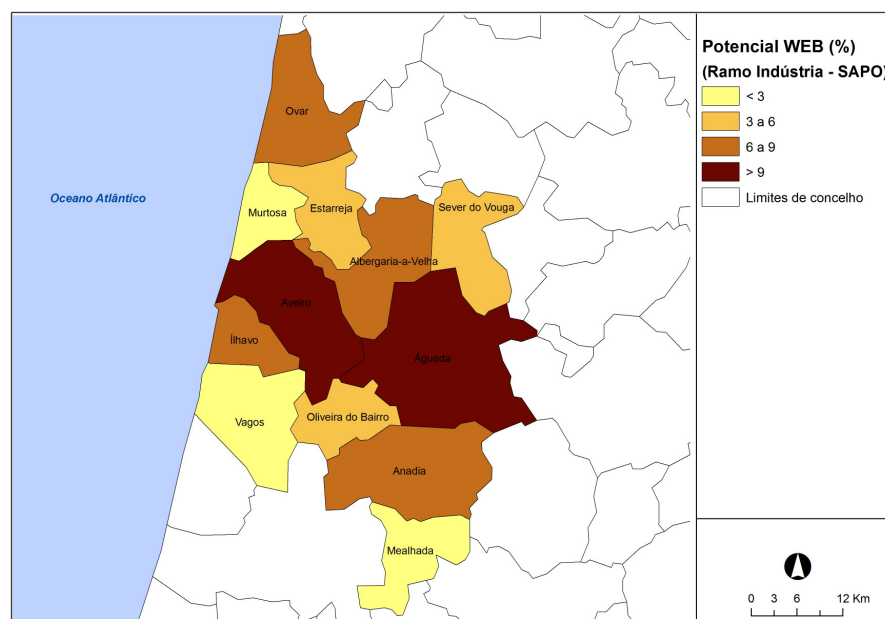 Potencial WEB (%)
(Ramo Indústria - SAPO)
< 3
3 a 6
6 a 9
> 9
Limites de concelho
Ovar
Oceano Atlântico
Murtosa
Estarreja
Sever do Vouga
Albergaria-a-Velha
Aveiro
Ílhavo
Águeda
Vagos
Oliveira do Bairro
Anadia
Mealhada
0 3 6 12 Km